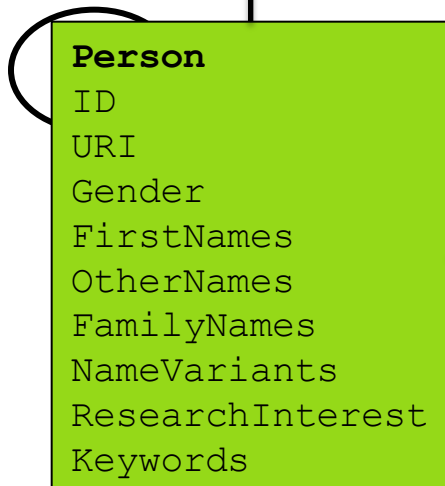 Person
ID
URI
Gender
FirstNames
OtherNames
FamilyNames
NameVariants
ResearchInterest
Keywords